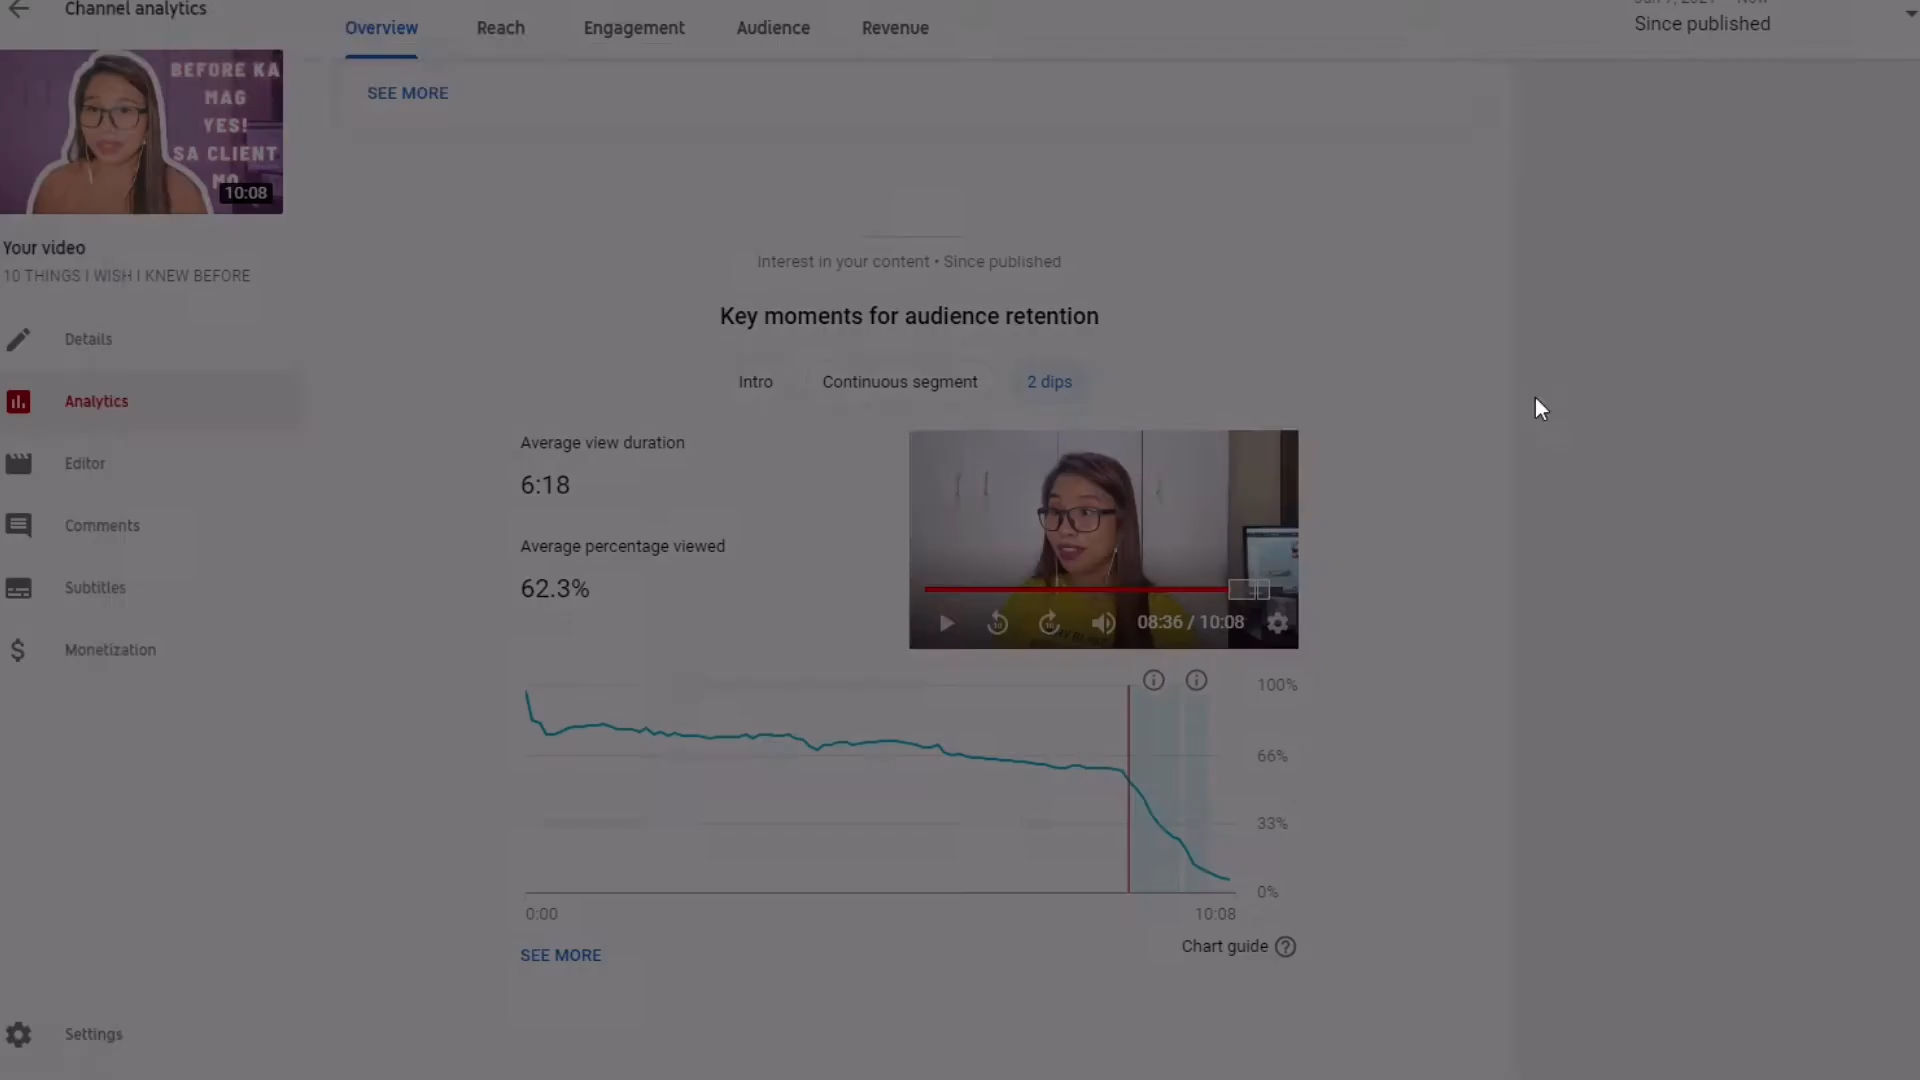 Channel analytics
Overview
Reach
Engagement
Audience
Revenue
Since published
SEE MORE
BEFORE KA
MAG
YES!
SA CLIENT
MO
10:08
Your video
10 THINGS I WISH I KNEW BEFORE
Details
Analytics
Editor
Comments
Subtitles
Monetization
Settings
Interest in your content • Since published
Key moments for audience retention
Intro
Continuous segment
2 dips
Average view duration
6:18
Average percentage viewed
62.3%
08:36 / 10:08
100%
66%
33%
0%
0:00
10:08
SEE MORE
Chart guide